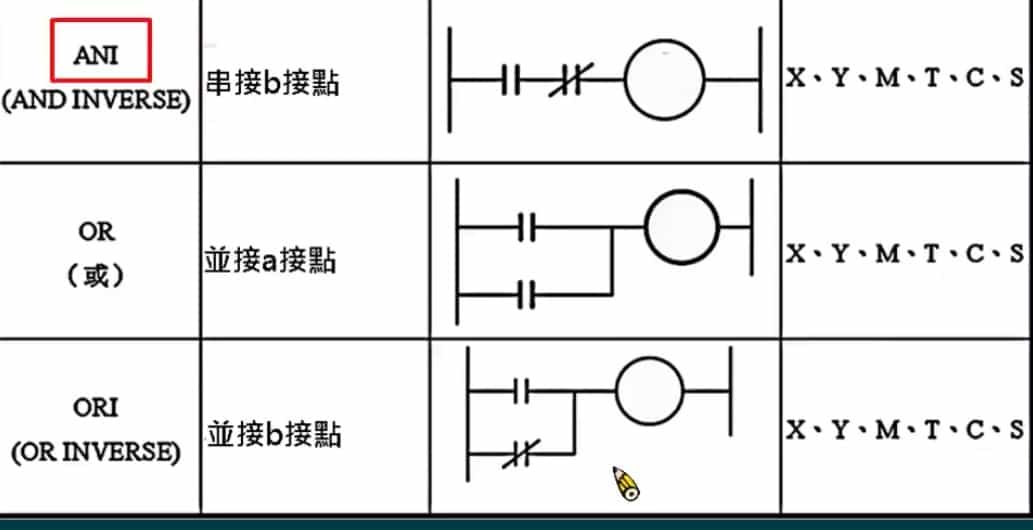 ANI
(AND INVERSE)
串接b接點
X、Y、M、T、C、S
OR
(或)
並接a接點
X、Y、M、T、C、S
ORI
(OR INVERSE)
並接b接點
X、Y、M、T、C、S